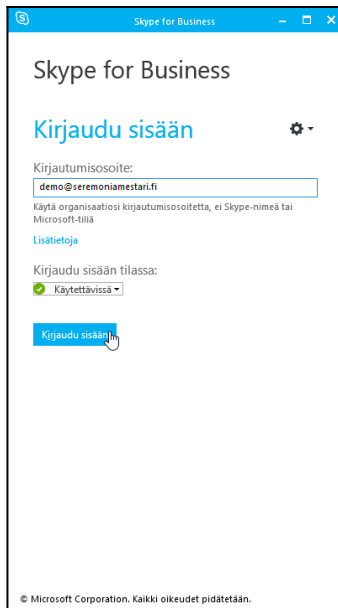 Skype for Business
Skype for Business
Kirjaudu sisään
Kirjautumisosoite:
demo@seremoniamestari.fi
Käytä organisaatiosi kirjautumisosoitetta, ei Skype-nimeä tai
Microsoft-tiliä
Lisätietoja
Kirjaudu sisään tilassa:
Käytettävissä
Kirjaudu sisään
© Microsoft Corporation. Kaikki oikeudet pidätetään.